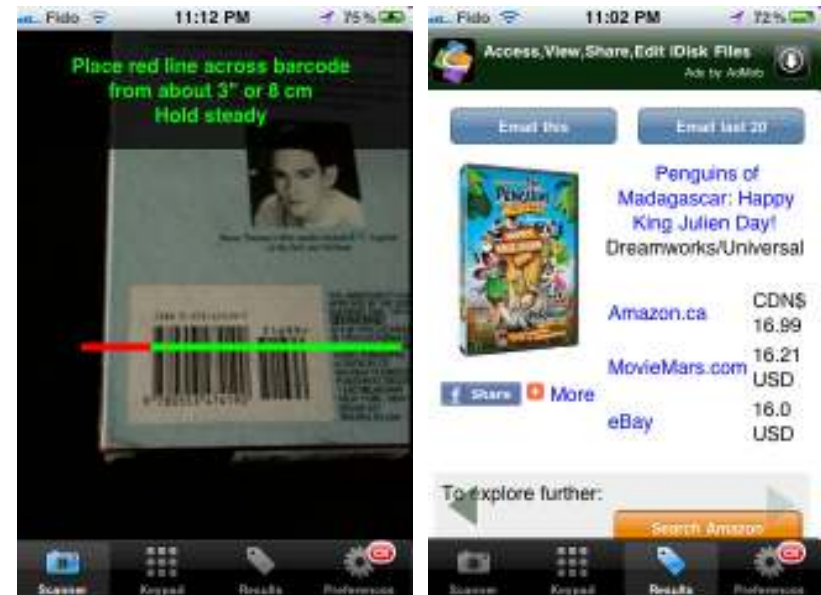 Fido
11:12 PM
75%
Place red line across barcode
from about 3" or 8 cm
Hold steady
Scanner
Keypad
Results
Preferences
Fido
11:02 PM
72%
Access,View,Share,Edit iDisk Files
Ads by AdMob
Email this
Email last 20
Penguins of
Madagascar: Happy
King Julien Day!
Dreamworks/Universal
Amazon.ca
CDN$
16.99
MovieMars.com
16.21
USD
eBay
16.0
USD
Share
More
To explore further:
Search Amazon
Scanner
Keypad
Results
Preferences